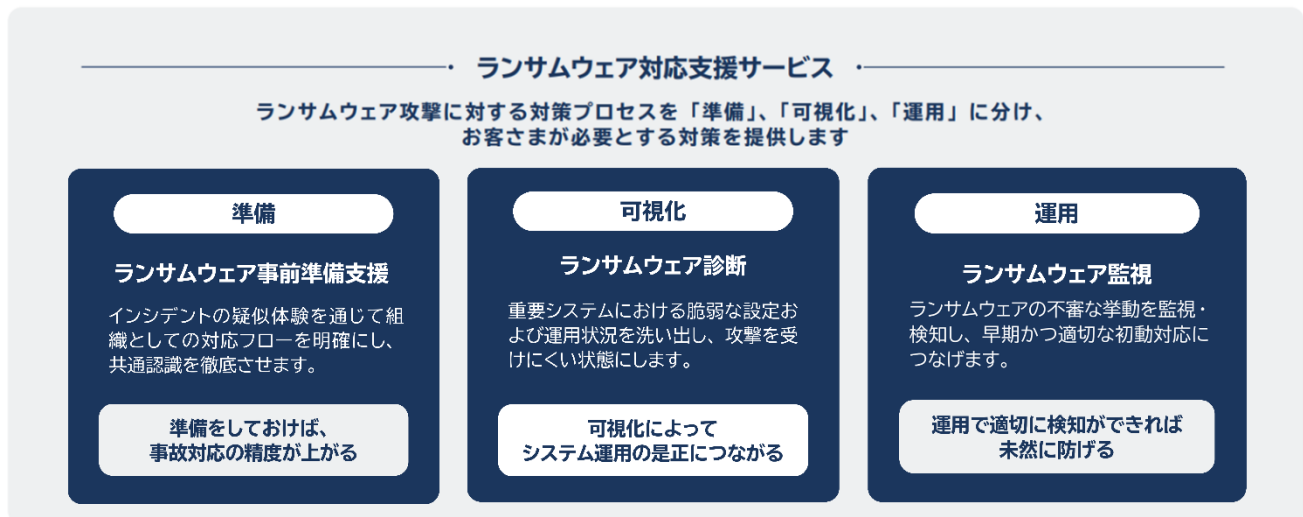 ランサムウェア対応支援サービス
ランサムウェア攻撃に対する対策プロセスを「準備」、「可視化」、「運用」に分け、
お客さまが必要とする対策を提供します
準備
ランサムウェア事前準備支援
インシデントの疑似体験を通じて組
織としての対応フローを明確にし、
共通認識を徹底させます。
準備をしておけば、
事故対応の精度が上がる
可視化
ランサムウェア診断
重要システムにおける脆弱な設定お
よび運用状況を洗い出し、攻撃を受
けにくい状態にします。
可視化によって
システム運用の是正につながる
運用
ランサムウェア監視
ランサムウェアの不審な挙動を監視・
検知し、早期かつ適切な初動対応に
つなげます。
運用で適切に検知ができれば
未然に防げる